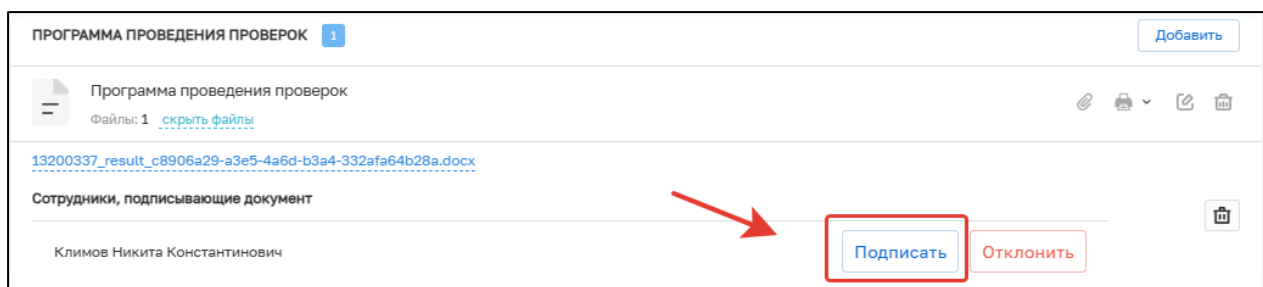 ПРОГРАММА ПРОВЕДЕНИЯ ПРОВЕРОК 1 Добавить
Программа проведения проверок
Файлы: 1 скрыть файлы
13200337_result_c8906a29-a3e5-4a6d-b3a4-332afa64b28a.docx
Сотрудники, подписывающие документ
Климов Никита Константинович Подписать Отклонить